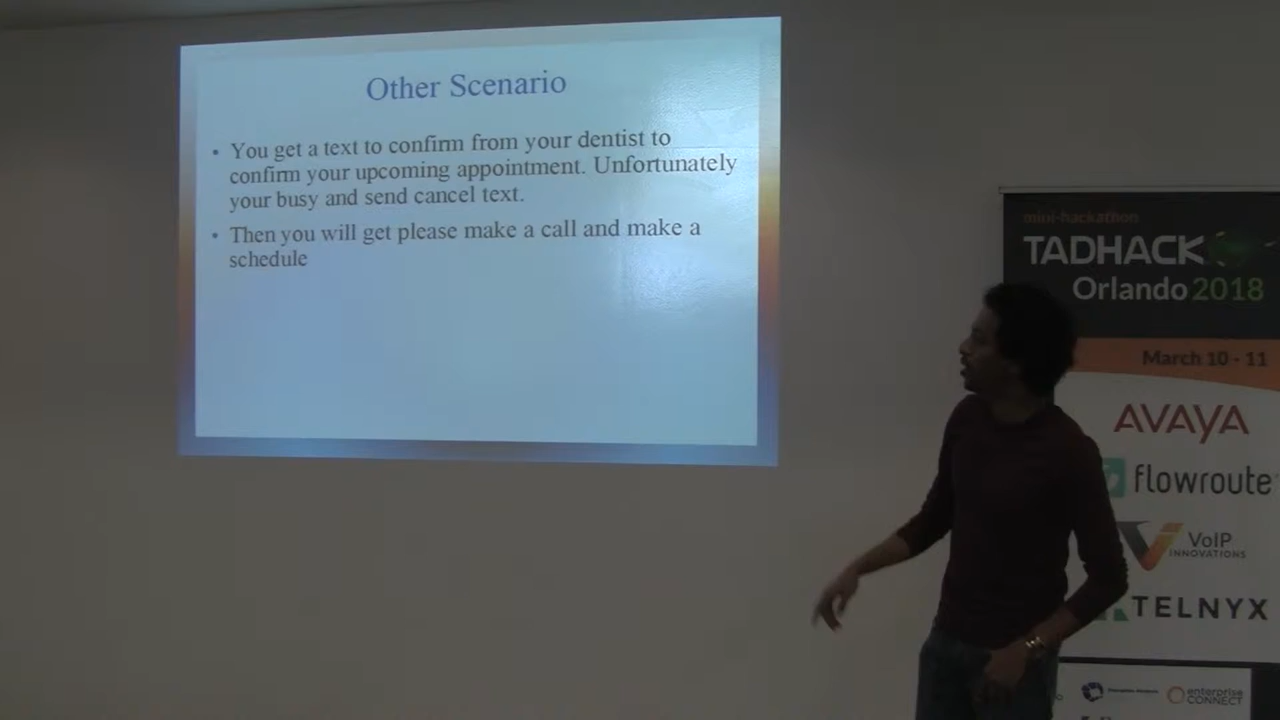 Other Scenario
• You get a text to confirm from your dentist to
confirm your upcoming appointment. Unfortunately
your busy and send cancel text.
• Then you will get please make a call and make a
schedule
mini-hackathon
TADHACK
Orlando 2018
March 10 - 11
AVAYA
flowroute
VoIP
INNOVATIONS
TELNYX
enterprise
CONNECT